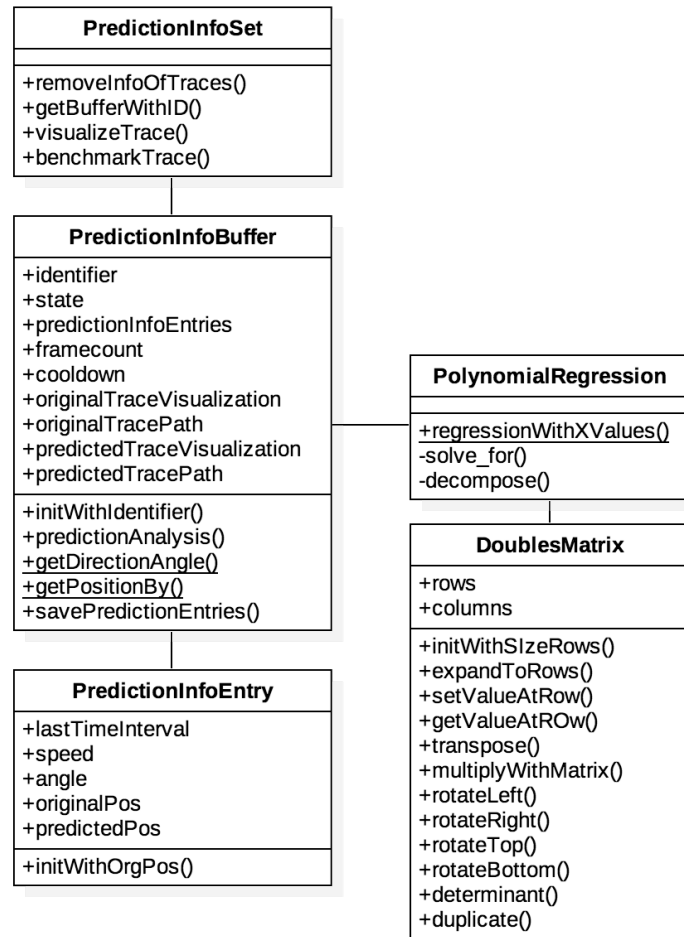 PredictionInfoSet
+removeInfoOfTraces()
+getBufferWithID()
+visualizeTrace()
+benchmarkTrace()
PredictionInfoBuffer
+identifier
+state
+predictionInfoEntries
+framecount
+cooldown
+originalTraceVisualization
+originalTracePath
+predictedTraceVisualization
+predictedTracePath
+initWithIdentifier()
+predictionAnalysis()
+getDirectionAngle()
+getPositionBy()
+savePredictionEntries()
PredictionInfoEntry
+lastTimeInterval
+speed
+angle
+originalPos
+predictedPos
+initWithOrgPos()
PolynomialRegression
+regressionWithXValues()
-solve_for()
-decompose()
DoublesMatrix
+rows
+columns
+initWithSIzeRows()
+expandToRows()
+setValueAtRow()
+getValueAtROw()
+transpose()
+multiplyWithMatrix()
+rotateLeft()
+rotateRight()
+rotateTop()
+rotateBottom()
+determinant()
+duplicate()